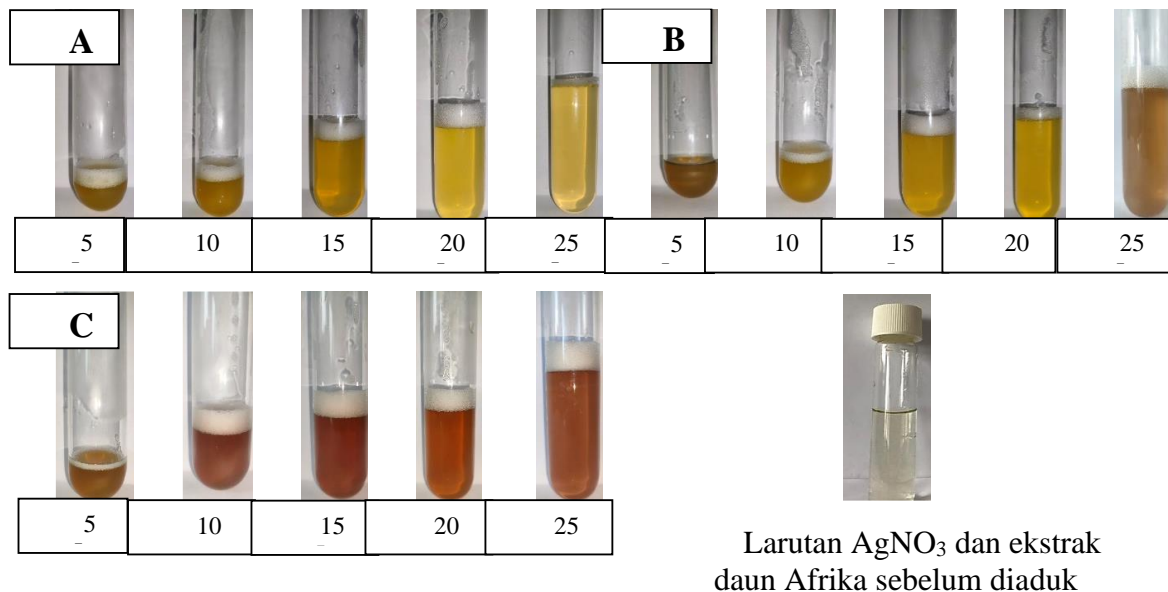 A
B
5 10 15 20 25 5 10 15 20 25
C
5 10 15 20 25
Larutan AgNO₃ dan ekstrak
daun Afrika sebelum diaduk